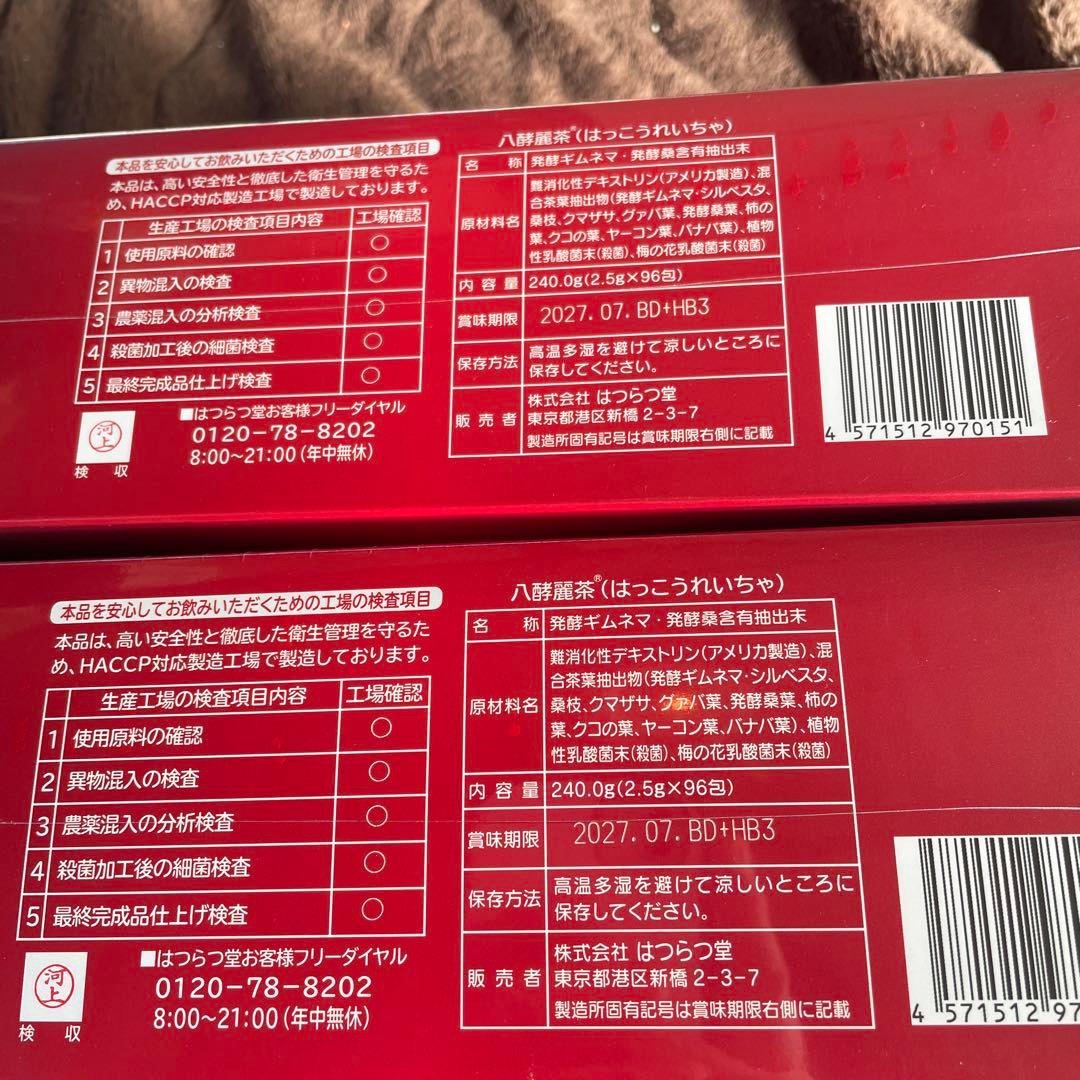 本品を安心してお飲みいただくための工場の検査項目
本品は、高い安全性と徹底した衛生管理を守るた
め、HACCP対応製造工場で製造しております。
生産工場の検査項目内容 工場確認
1 使用原料の確認 ○
2 異物混入の検査 ○
3 農薬混入の分析検査 ○
4 殺菌加工後の細菌検査 ○
5 最終完成品仕上げ検査 ○
河上
検収
■はつらつ堂お客様フリーダイヤル
0120-78-8202
8:00～21:00(年中無休)
八酵麗茶®(はっこうれいちゃ)
名称 発酵ギムネマ・発酵桑含有抽出末
原材料名 難消化性デキストリン(アメリカ製造)、混
合茶葉抽出物(発酵ギムネマ・シルベスタ、
桑枝、クマザサ、グァバ葉、発酵桑葉、柿の
葉、クコの葉、ヤーコン葉、バナバ葉)、植物
性乳酸菌末(殺菌)、梅の花乳酸菌末(殺菌)
内容量 240.0g(2.5g×96包)
賞味期限 2027.07.BD+HB3
保存方法 高温多湿を避けて涼しいところに
保存してください。
販売者 株式会社 はつらつ堂
東京都港区新橋2-3-7
製造所固有記号は賞味期限右側に記載
4 571512 970151
本品を安心してお飲みいただくための工場の検査項目
本品は、高い安全性と徹底した衛生管理を守るた
め、HACCP対応製造工場で製造しております。
生産工場の検査項目内容 工場確認
1 使用原料の確認 ○
2 異物混入の検査 ○
3 農薬混入の分析検査 ○
4 殺菌加工後の細菌検査 ○
5 最終完成品仕上げ検査 ○
河上
検収
■はつらつ堂お客様フリーダイヤル
0120-78-8202
8:00～21:00(年中無休)
八酵麗茶®(はっこうれいちゃ)
名称 発酵ギムネマ・発酵桑含有抽出末
原材料名 難消化性デキストリン(アメリカ製造)、混
合茶葉抽出物(発酵ギムネマ・シルベスタ、
桑枝、クマザサ、グァバ葉、発酵桑葉、柿の
葉、クコの葉、ヤーコン葉、バナバ葉)、植物
性乳酸菌末(殺菌)、梅の花乳酸菌末(殺菌)
内容量 240.0g(2.5g×96包)
賞味期限 2027.07.BD+HB3
保存方法 高温多湿を避けて涼しいところに
保存してください。
販売者 株式会社 はつらつ堂
東京都港区新橋2-3-7
製造所固有記号は賞味期限右側に記載
4 571512 97